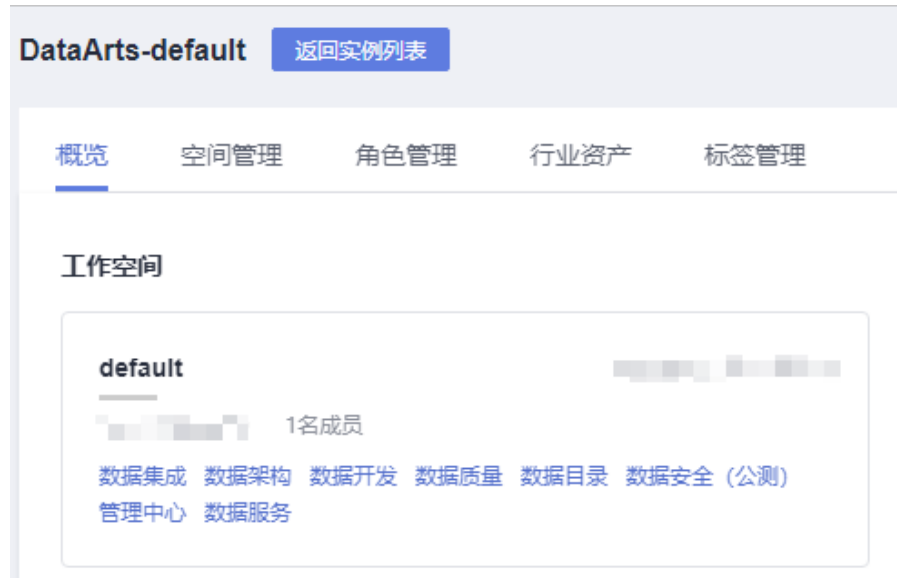 DataArts-default 返回实例列表
概览 空间管理 角色管理 行业资产 标签管理
工作空间
default
1名成员
数据集成 数据架构 数据开发 数据质量 数据目录 数据安全（公测）
管理中心 数据服务